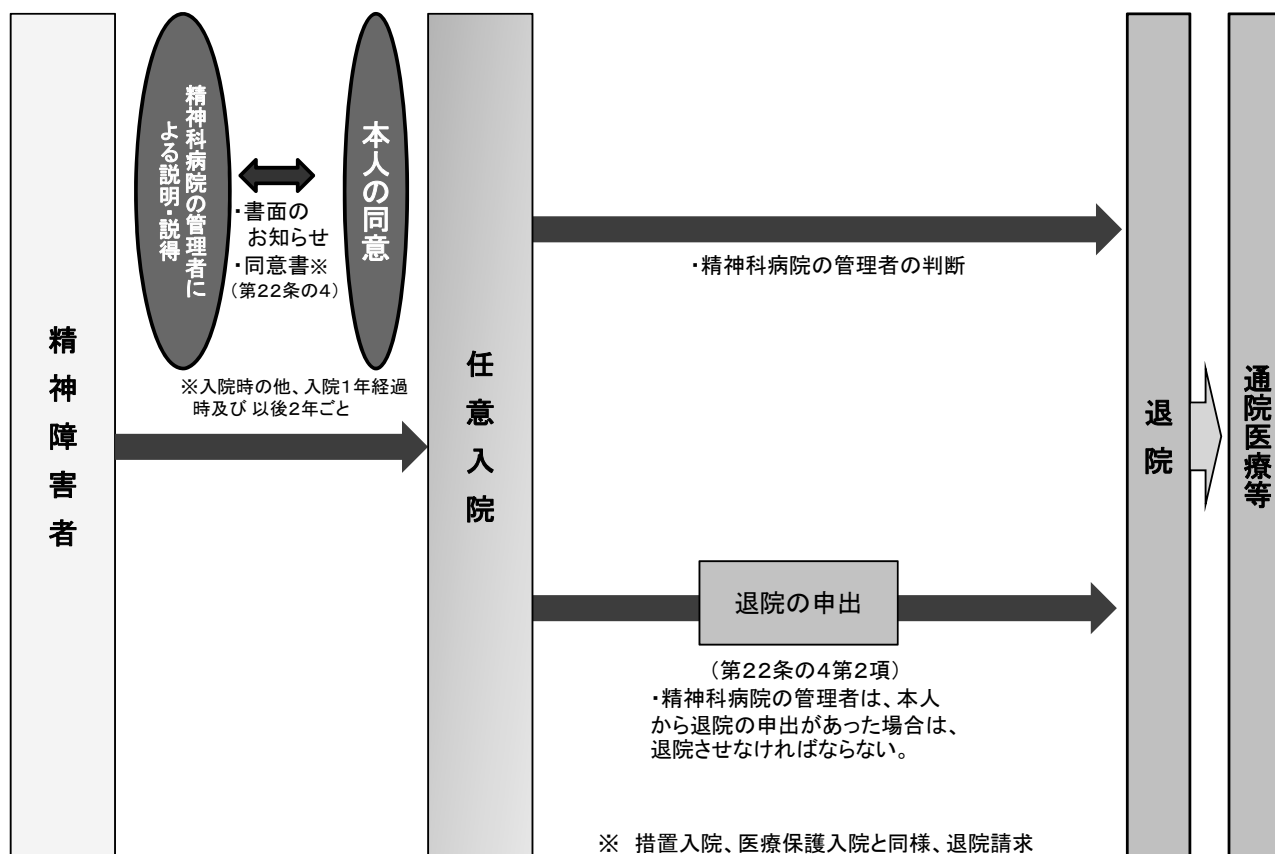 精神障害者
精神科病院の管理者に
よる説明・説得
・書面の
お知らせ
・同意書※
(第22条の4)
本人の同意
※入院時の他、入院1年経過
時及び 以後2年ごと
任意入院
・精神科病院の管理者の判断
退院の申出
(第22条の4第2項)
・精神科病院の管理者は、本人
から退院の申出があった場合は、
退院させなければならない。
※ 措置入院、医療保護入院と同様、退院請求
退院
通院医療等